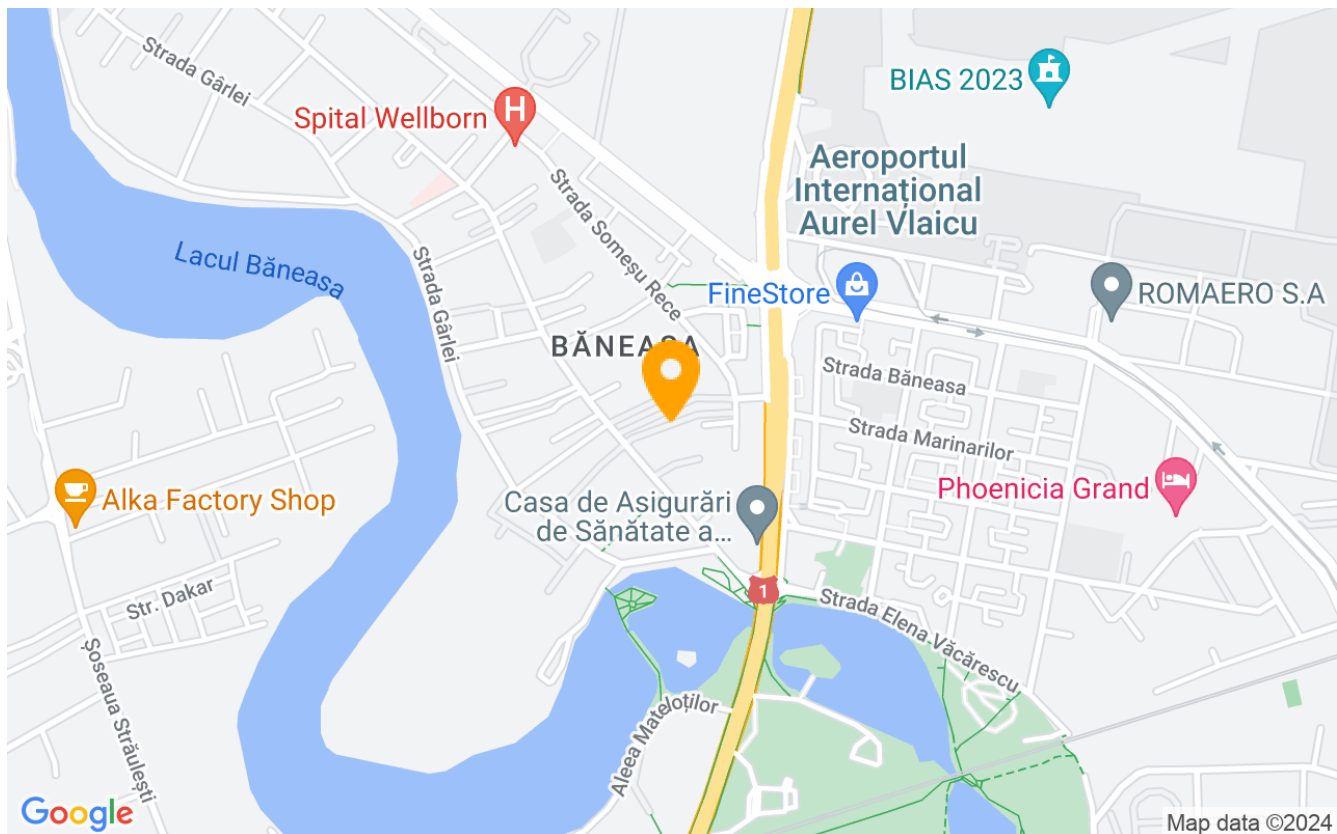 Strada Gârlei
BIAS 2023
H
Spital Wellborn
Aeroportul
Internațional
Aurel Vlaicu
Strada Someșu Rece
Lacul Băneasa
Strada Gârlei
FineStore
ROMAERO S.A
BĂNEASA
Strada Băneasa
Strada Marinarilor
Phoenicia Grand
Alka Factory Shop
Casa de Asigurări
de Sănătate a...
Str. Dakar
1
Strada Elena Văcărescu
Șoseaua Străulești
Aleea Mateloților
Google
Map data ©2024